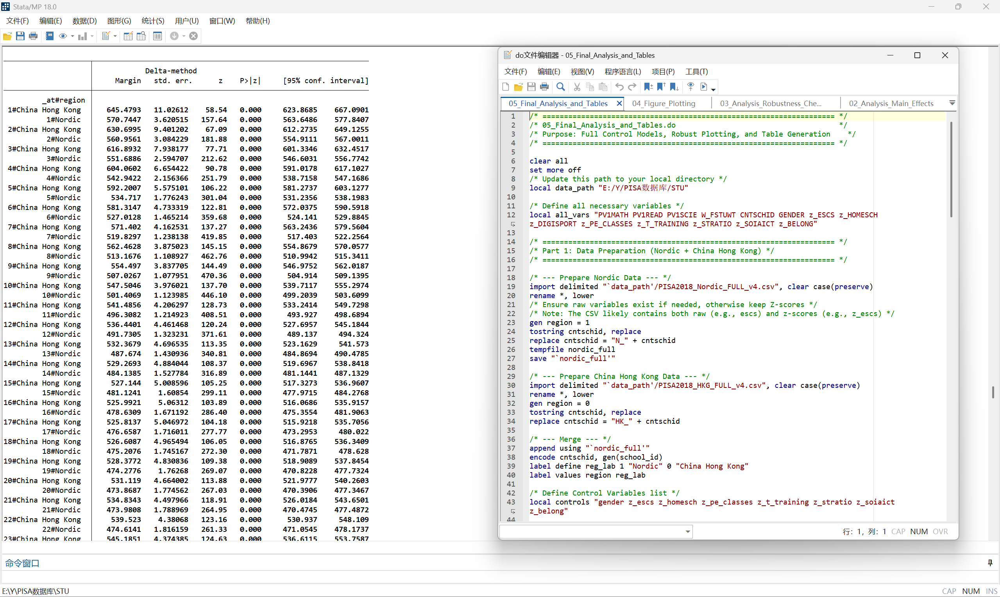 Stata/MP 18.0
文件(F) 编辑(E) 数据(D) 图形(G) 统计(S) 用户(U) 窗口(W) 帮助(H)
Delta-method
Margin std. err. z P>|z| [95% conf. interval]
_at#region
1#China Hong Kong 645.4793 11.02612 58.54 0.000 623.8685 667.0901
1#Nordic 570.7447 3.620515 157.64 0.000 563.6486 577.8407
2#China Hong Kong 630.6995 9.401202 67.09 0.000 612.2735 649.1255
2#Nordic 560.9561 3.084229 181.88 0.000 554.9111 567.0011
3#China Hong Kong 616.8932 7.938177 77.71 0.000 601.3346 632.4517
3#Nordic 551.6886 2.594707 212.62 0.000 546.6031 556.7742
4#China Hong Kong 604.0602 6.654422 90.78 0.000 591.0178 617.1027
4#Nordic 542.9422 2.156366 251.79 0.000 538.7158 547.1686
5#China Hong Kong 592.2007 5.575101 106.22 0.000 581.2737 603.1277
5#Nordic 534.717 1.776243 301.04 0.000 531.2356 538.1983
6#China Hong Kong 581.3147 4.733319 122.81 0.000 572.0375 590.5918
6#Nordic 527.0128 1.465214 359.68 0.000 524.141 529.8845
7#China Hong Kong 571.402 4.162531 137.27 0.000 563.2436 579.5604
7#Nordic 519.8297 1.238138 419.85 0.000 517.403 522.2564
8#China Hong Kong 562.4628 3.875023 145.15 0.000 554.8679 570.0577
8#Nordic 513.1676 1.108927 462.76 0.000 510.9942 515.3411
9#China Hong Kong 554.497 3.837705 144.49 0.000 546.9752 562.0187
9#Nordic 507.0267 1.077951 470.36 0.000 504.914 509.1395
10#China Hong Kong 547.5046 3.976021 137.70 0.000 539.7117 555.2974
10#Nordic 501.4069 1.123985 446.10 0.000 499.2039 503.6099
11#China Hong Kong 541.4856 4.206297 128.73 0.000 533.2414 549.7298
11#Nordic 496.3082 1.214923 408.51 0.000 493.927 498.6894
12#China Hong Kong 536.4401 4.461468 120.24 0.000 527.6957 545.1844
12#Nordic 491.7305 1.323231 371.61 0.000 489.137 494.324
13#China Hong Kong 532.3679 4.696535 113.35 0.000 523.1629 541.573
13#Nordic 487.674 1.430936 340.81 0.000 484.8694 490.4785
14#China Hong Kong 529.2693 4.884044 108.37 0.000 519.6967 538.8418
14#Nordic 484.1385 1.527784 316.89 0.000 481.1441 487.1329
15#China Hong Kong 527.144 5.008596 105.25 0.000 517.3273 536.9607
15#Nordic 481.1241 1.60854 299.11 0.000 477.9715 484.2768
16#China Hong Kong 525.9921 5.06312 103.89 0.000 516.0686 535.9157
16#Nordic 478.6309 1.671192 286.40 0.000 475.3554 481.9063
17#China Hong Kong 525.8137 5.046972 104.18 0.000 515.9218 535.7056
17#Nordic 476.6587 1.716011 277.77 0.000 473.2953 480.022
18#China Hong Kong 526.6087 4.965494 106.05 0.000 516.8765 536.3409
18#Nordic 475.2076 1.745167 272.30 0.000 471.7871 478.628
19#China Hong Kong 528.3772 4.830836 109.38 0.000 518.9089 537.8454
19#Nordic 474.2776 1.76268 269.07 0.000 470.8228 477.7324
20#China Hong Kong 531.119 4.664002 113.88 0.000 521.9777 540.2603
20#Nordic 473.8687 1.774562 267.03 0.000 470.3906 477.3467
21#China Hong Kong 534.8343 4.497966 118.91 0.000 526.0184 543.6501
21#Nordic 473.9808 1.788969 264.95 0.000 470.4745 477.4872
22#China Hong Kong 539.523 4.38068 123.16 0.000 530.937 548.109
22#Nordic 474.6141 1.816159 261.33 0.000 471.0545 478.1737
23#China Hong Kong 545.1851 4.374385 124.63 0.000 536.6115 553.7587
do文件编辑器 - 05_Final_Analysis_and_Tables
文件(F) 编辑(E) 视图(V) 程序语言(L) 项目(P) 工具(T)
05_Final_Analysis_and_Tables 04_Figure_Plotting 03_Analysis_Robustness_Che... 02_Analysis_Main_Effects
1 /* ==================================================================== */
2 /* 05_Final_Analysis_and_Tables.do */
3 /* Purpose: Full Control Models, Robust Plotting, and Table Generation */
4 /* ==================================================================== */
5
6 clear all
7 set more off
8 /* Update this path to your local directory */
9 local data_path "E:/Y/PISA数据库/STU"
10
11 /* Define all necessary variables */
12 local all_vars "PV1MATH PV1READ PV1SCIE W_FSTUWT CNTSCHID GENDER z_ESCS z_HOMESCH
z_DIGISPORT z_PE_CLASSES z_T_TRAINING z_STRATIO z_SOIAICT z_BELONG"
13
14 /* ==================================================================== */
15 /* Part 1: Data Preparation (Nordic + China Hong Kong) */
16 /* ==================================================================== */
17
18 /* --- Prepare Nordic Data --- */
19 import delimited "`data_path'/PISA2018_Nordic_FULL_v4.csv", clear case(preserve)
20 rename *, lower
21 /* Ensure raw variables exist if needed, otherwise keep Z-scores */
22 /* Note: The CSV likely contains both raw (e.g., escs) and z-scores (e.g., z_escs) */
23 gen region = 1
24 tostring cntschid, replace
25 replace cntschid = "N_" + cntschid
26 tempfile nordic_full
27 save "`nordic_full'"
28
29 /* --- Prepare China Hong Kong Data --- */
30 import delimited "`data_path'/PISA2018_HKG_FULL_v4.csv", clear case(preserve)
31 rename *, lower
32 gen region = 0
33 tostring cntschid, replace
34 replace cntschid = "HK_" + cntschid
35
36 /* --- Merge --- */
37 append using "`nordic_full'"
38 encode cntschid, gen(school_id)
39 label define reg_lab 1 "Nordic" 0 "China Hong Kong"
40 label values region reg_lab
41
42 /* Define Control Variables list */
43 local controls "gender z_escs z_homesch z_pe_classes z_t_training z_stratio z_soiaict
z_belong"
44
行: 1, 列: 1 CAP NUM OVR
命令窗口
E:\Y\PISA数据库\STU
CAP NUM INS